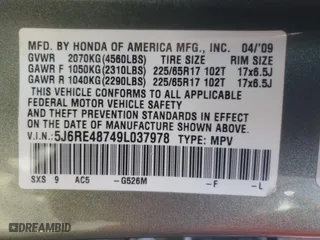 MFD. BY HONDA OF AMERICA MFG., INC. 04/'09
GVWR 2070KG(4560LBS) TIRE SIZE RIM SIZE
GAWR F 1050KG(2310LBS) 225/65R17 102T 17x6.5J
GAWR R 1040KG(2290LBS) 225/65R17 102T 17x6.5J
THIS VEHICLE CONFORMS TO ALL APPLICABLE
FEDERAL MOTOR VEHICLE SAFETY, BUMPER,
AND THEFT PREVENTION STANDARDS IN EFFECT
ON THE DATE OF MANUFACTURE SHOWN ABOVE.
V.I.N.: 5J6RE48749L037978 TYPE: MPV
SXS 9 AC5 -G526M -F -L